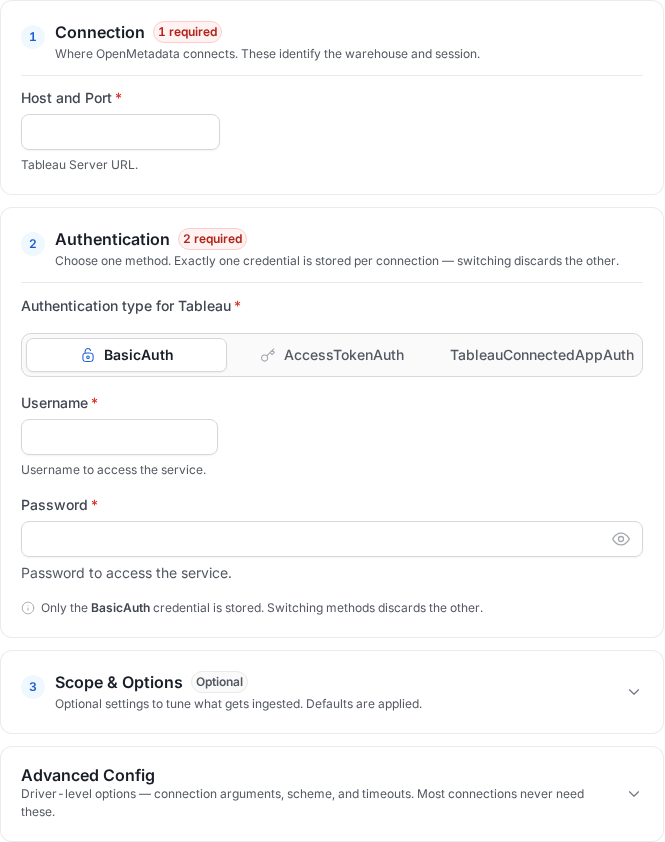 1 Connection 1 required
Where OpenMetadata connects. These identify the warehouse and session.
Host and Port *
Tableau Server URL.
2 Authentication 2 required
Choose one method. Exactly one credential is stored per connection — switching discards the other.
Authentication type for Tableau *
BasicAuth AccessTokenAuth TableauConnectedAppAuth
Username *
Username to access the service.
Password *
Password to access the service.
Only the BasicAuth credential is stored. Switching methods discards the other.
3 Scope & Options Optional
Optional settings to tune what gets ingested. Defaults are applied.
Advanced Config
Driver-level options — connection arguments, scheme, and timeouts. Most connections never need
these.